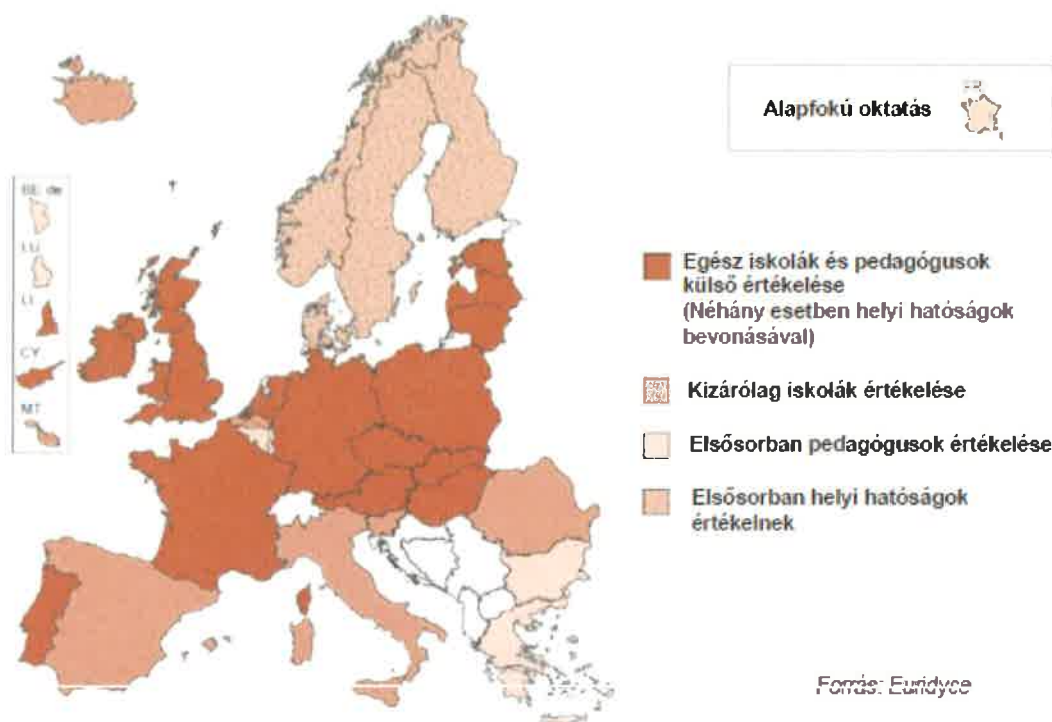 Alapfokú oktatás
BE de
LU
LI
CY
MT
Egész iskolák és pedagógusok
külső értékelése
(Néhány esetben helyi hatóságok
bevonásával)
Kizárólag iskolák értékelése
Elsősorban pedagógusok értékelése
Elsősorban helyi hatóságok
értékelnek
Forrás: Euridyce